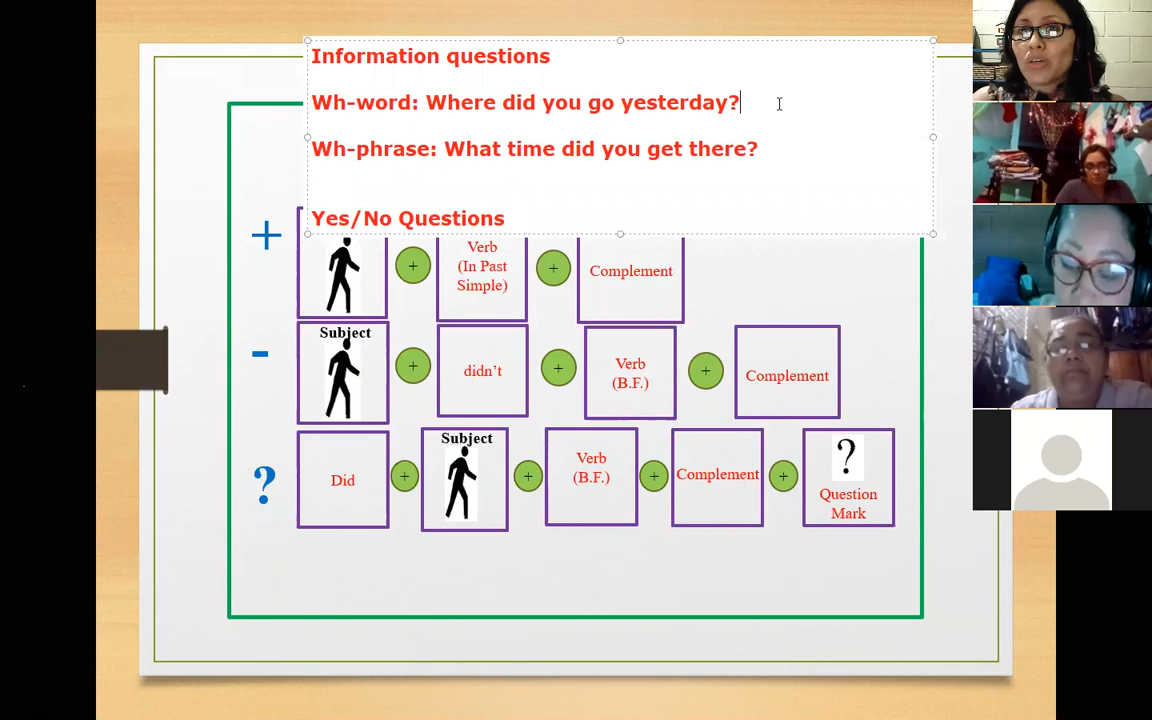 Information questions
Wh-word: Where did you go yesterday?
Wh-phrase: What time did you get there?
Yes/No Questions
+
+
Verb
(In Past
Simple)
+
Complement
-
Subject
+
didn't
+
Verb
(B.F.)
+
Complement
?
Did
+
Subject
+
Verb
(B.F.)
+
Complement
+
?
Question
Mark